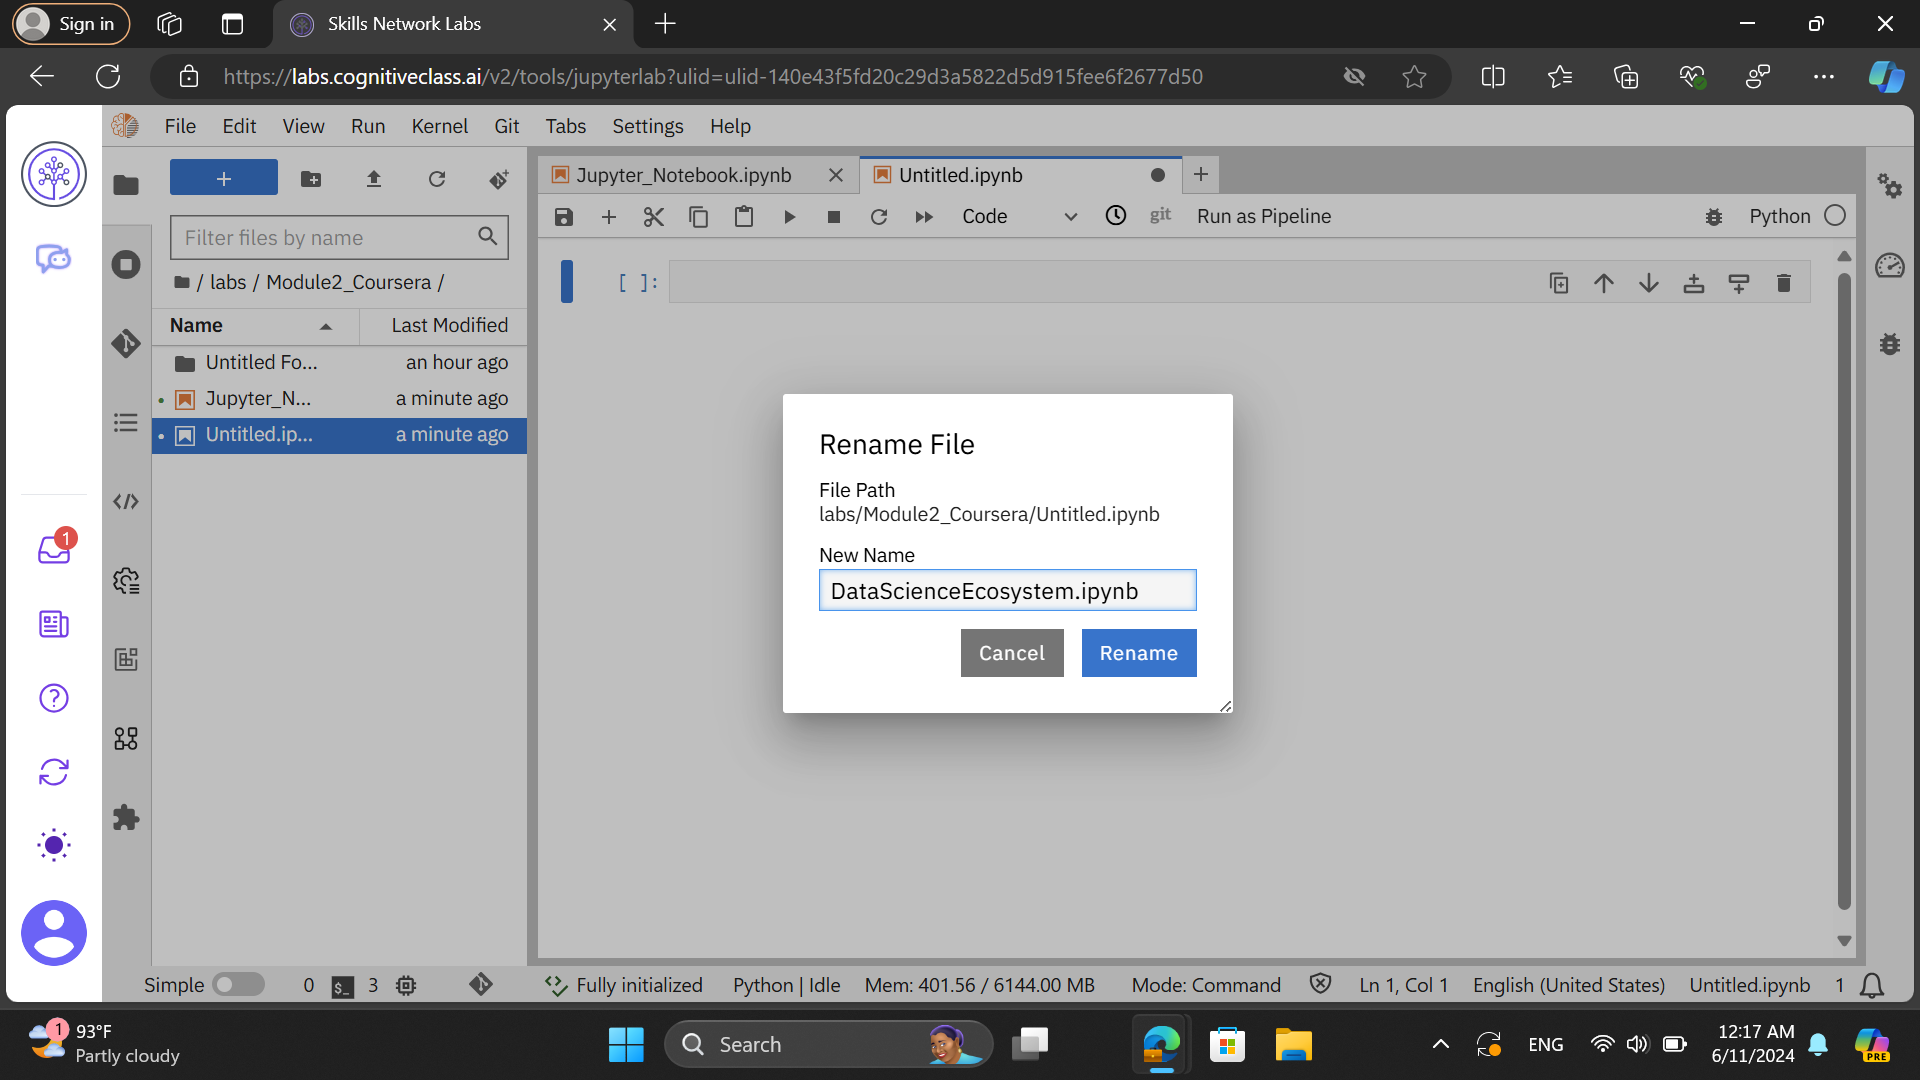 Sign in
Skills Network Labs
https://labs.cognitiveclass.ai/v2/tools/jupyterlab?ulid=ulid-140e43f5fd20c29d3a5822d5d915fee6f2677d50
File Edit View Run Kernel Git Tabs Settings Help
Jupyter_Notebook.ipynb
Untitled.ipynb
Code
git
Run as Pipeline
Python
Filter files by name
/ labs / Module2_Coursera /
Name Last Modified
Untitled Fo... an hour ago
Jupyter_N... a minute ago
Untitled.ip... a minute ago
[ ]:
Rename File
File Path
labs/Module2_Coursera/Untitled.ipynb
New Name
DataScienceEcosystem.ipynb
Cancel Rename
1
Simple 0 $_ 3 Fully initialized Python | Idle Mem: 401.56 / 6144.00 MB Mode: Command Ln 1, Col 1 English (United States) Untitled.ipynb 1
1
93°F
Partly cloudy
Search
ENG
12:17 AM
6/11/2024
PRE